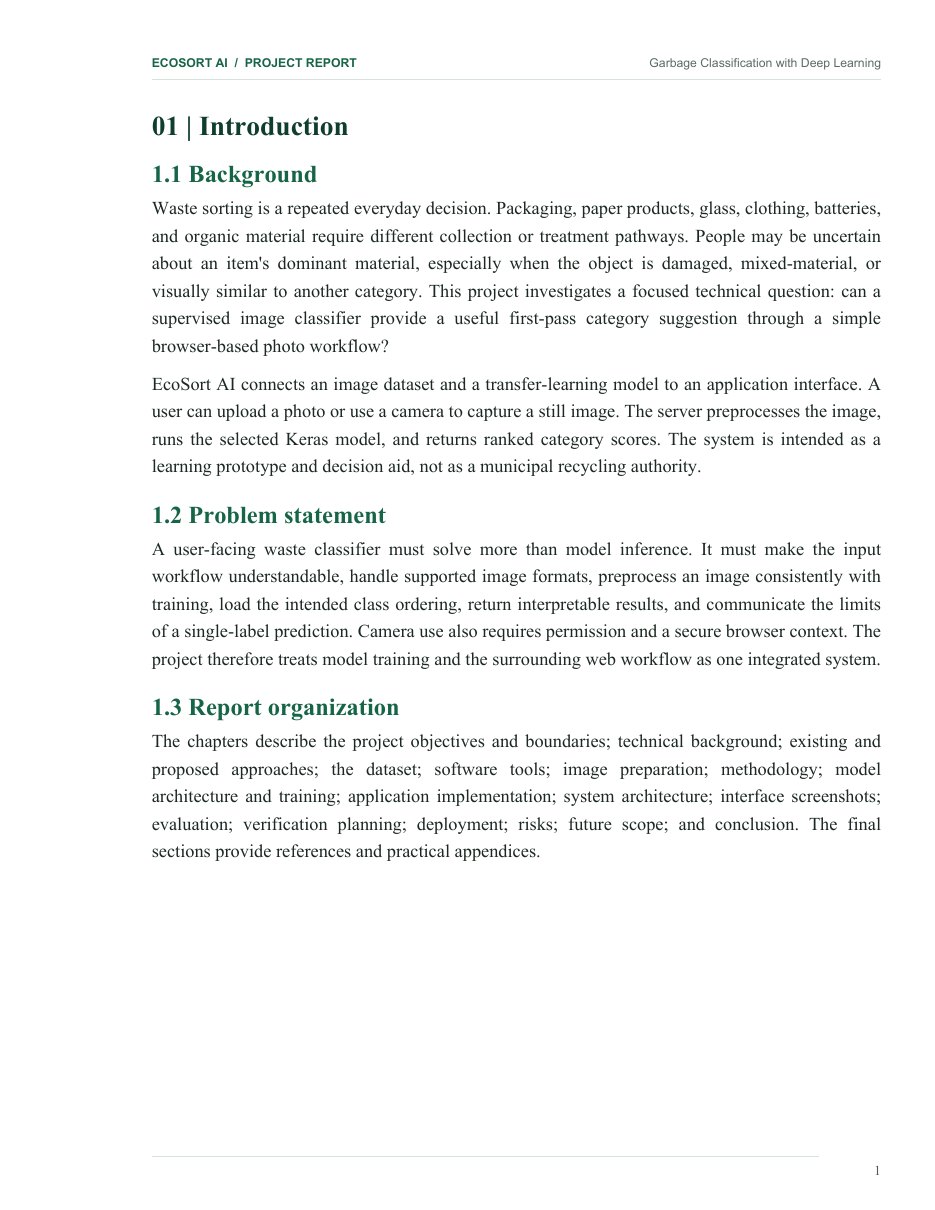 ECOSORT AI / PROJECT REPORT
Garbage Classification with Deep Learning
01 | Introduction
1.1 Background
Waste sorting is a repeated everyday decision. Packaging, paper products, glass, clothing, batteries,
and organic material require different collection or treatment pathways. People may be uncertain
about an item's dominant material, especially when the object is damaged, mixed-material, or
visually similar to another category. This project investigates a focused technical question: can a
supervised image classifier provide a useful first-pass category suggestion through a simple
browser-based photo workflow?
EcoSort AI connects an image dataset and a transfer-learning model to an application interface. A
user can upload a photo or use a camera to capture a still image. The server preprocesses the image,
runs the selected Keras model, and returns ranked category scores. The system is intended as a
learning prototype and decision aid, not as a municipal recycling authority.
1.2 Problem statement
A user-facing waste classifier must solve more than model inference. It must make the input
workflow understandable, handle supported image formats, preprocess an image consistently with
training, load the intended class ordering, return interpretable results, and communicate the limits
of a single-label prediction. Camera use also requires permission and a secure browser context. The
project therefore treats model training and the surrounding web workflow as one integrated system.
1.3 Report organization
The chapters describe the project objectives and boundaries; technical background; existing and
proposed approaches; the dataset; software tools; image preparation; methodology; model
architecture and training; application implementation; system architecture; interface screenshots;
evaluation; verification planning; deployment; risks; future scope; and conclusion. The final
sections provide references and practical appendices.
1